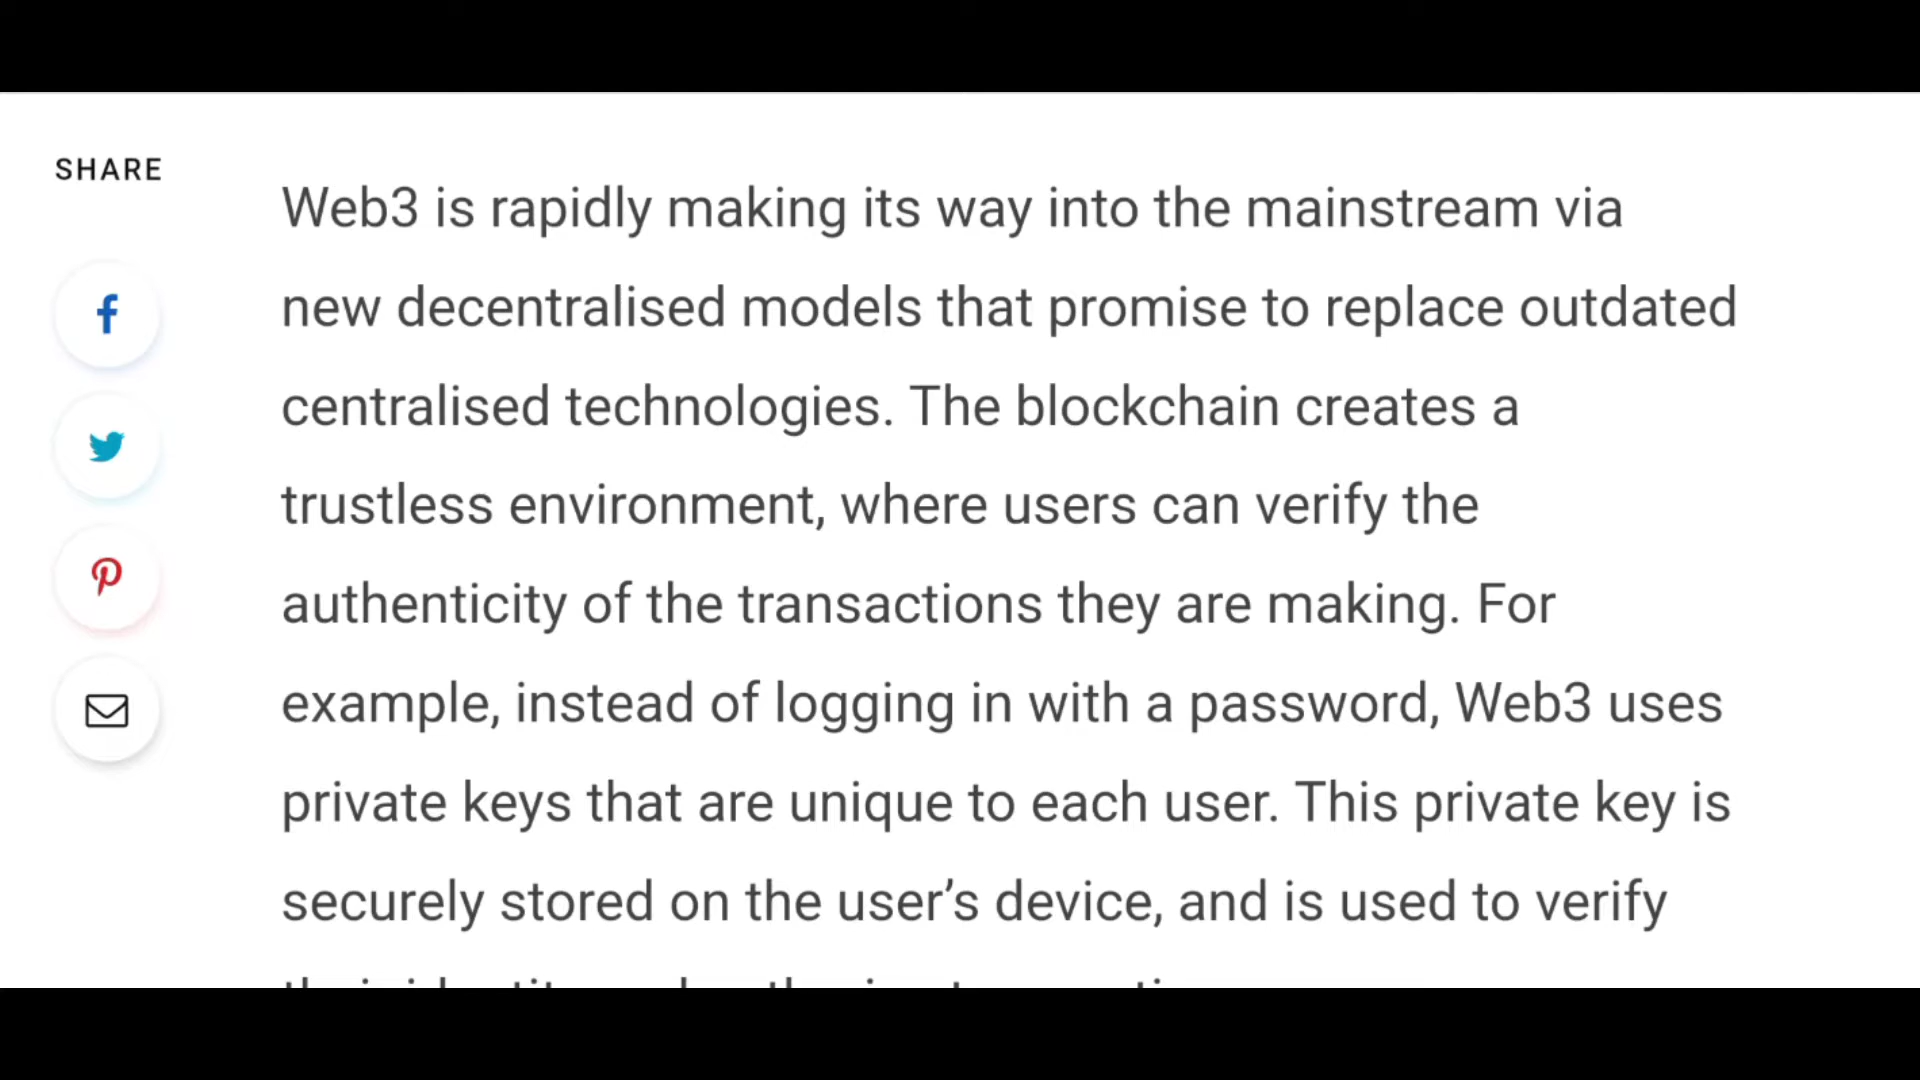 SHARE
Web3 is rapidly making its way into the mainstream via
new decentralised models that promise to replace outdated
centralised technologies. The blockchain creates a
trustless environment, where users can verify the
authenticity of the transactions they are making. For
example, instead of logging in with a password, Web3 uses
private keys that are unique to each user. This private key is
securely stored on the user’s device, and is used to verify